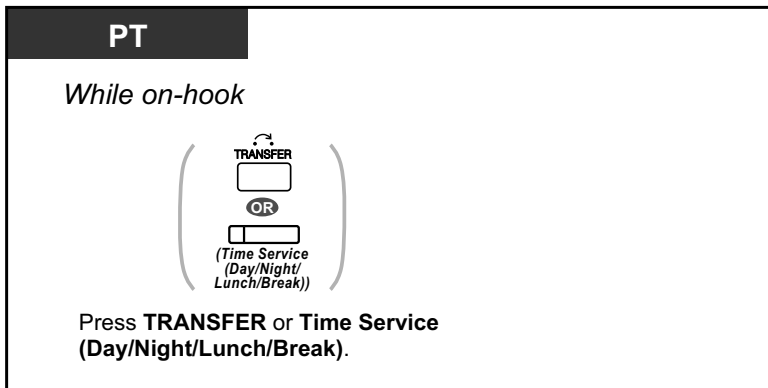 PT
While on-hook
TRANSFER
OR
(Time Service
(Day/Night/
Lunch/Break))
Press TRANSFER or Time Service
(Day/Night/Lunch/Break).